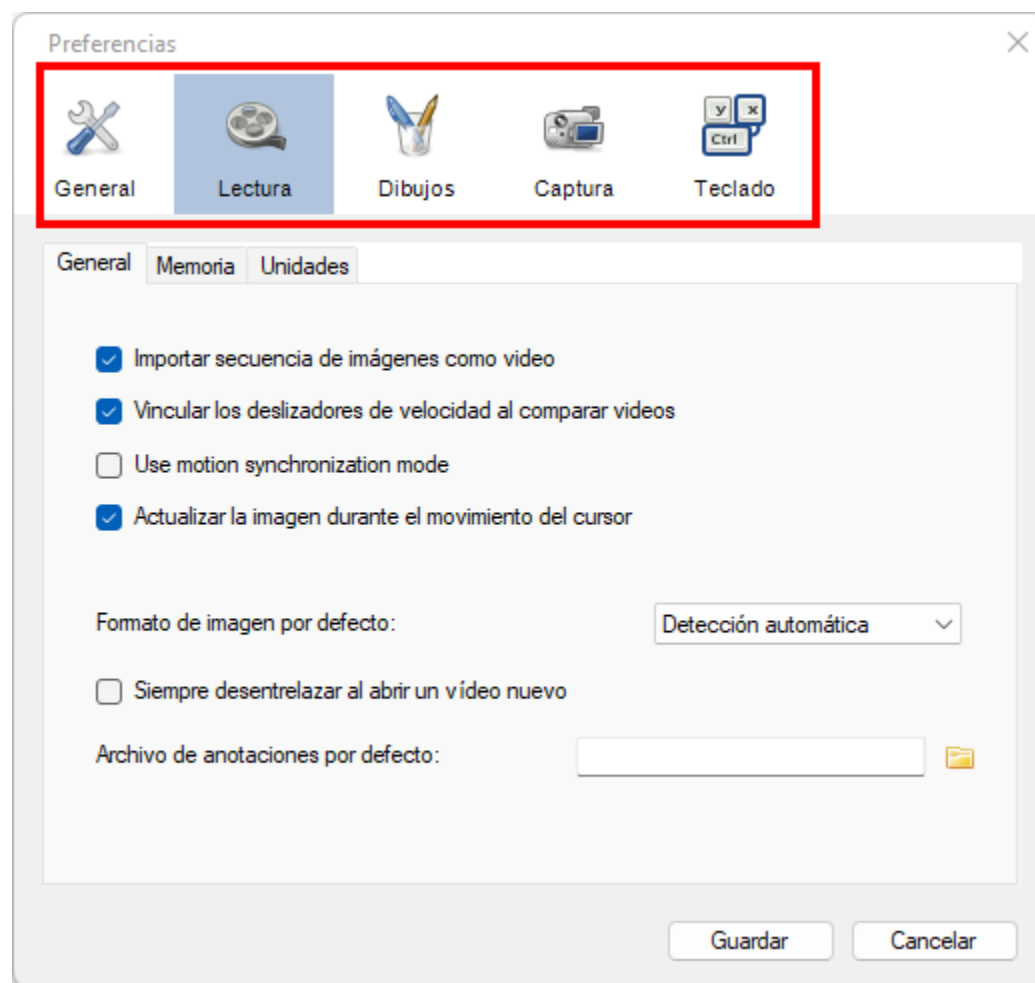 Preferencias
y x
Ctrl
General Lectura Dibujos Captura Teclado
General Memoria Unidades
Importar secuencia de imágenes como video
Vincular los deslizadores de velocidad al comparar videos
Use motion synchronization mode
Actualizar la imagen durante el movimiento del cursor
Formato de imagen por defecto: Detección automática
Siempre desentrelazar al abrir un vídeo nuevo
Archivo de anotaciones por defecto:
Guardar Cancelar